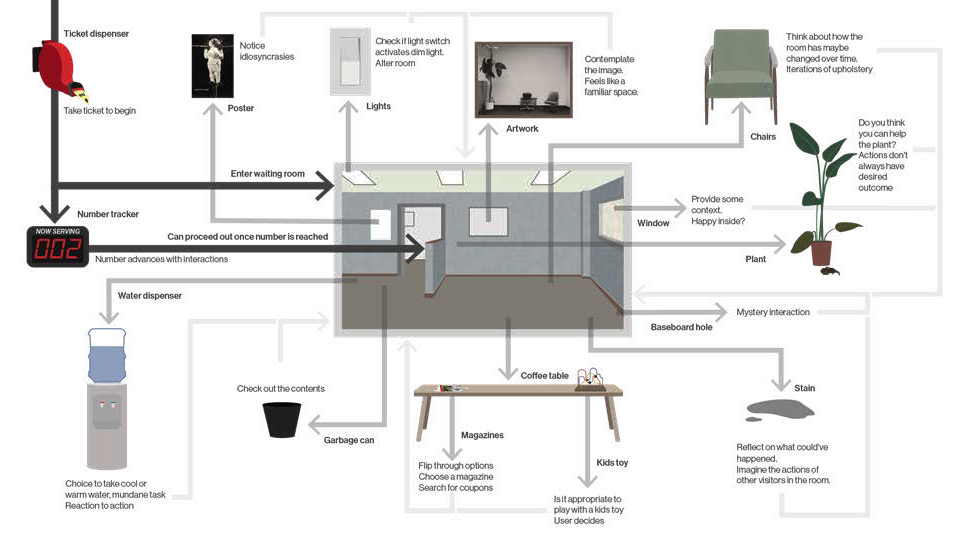 Ticket dispenser
Take ticket to begin
Notice
idiosyncrasies
Poster
Check if light switch
activates dim light.
Alter room
Lights
Contemplate
the image.
Feels like a
familiar space.
Artwork
Think about how the
room has maybe
changed over time.
Iterations of upholstery
Chairs
Do you think
you can help
the plant?
Actions don't
always have
desired
outcome
Enter waiting room
Number tracker
NOW SERVING
002
Can proceed out once number is reached
Number advances with interactions
Provide some
context.
Happy inside?
Window
Plant
Water dispenser
Mystery interaction
Baseboard hole
Coffee table
Check out the contents
Garbage can
Stain
Magazines
Flip through options
Choose a magazine
Search for coupons
Kids toy
Is it appropriate to
play with a kids toy
User decides
Reflect on what could've
happened.
Imagine the actions of
other visitors in the room.
Choice to take cool or
warm water, mundane task
Reaction to action